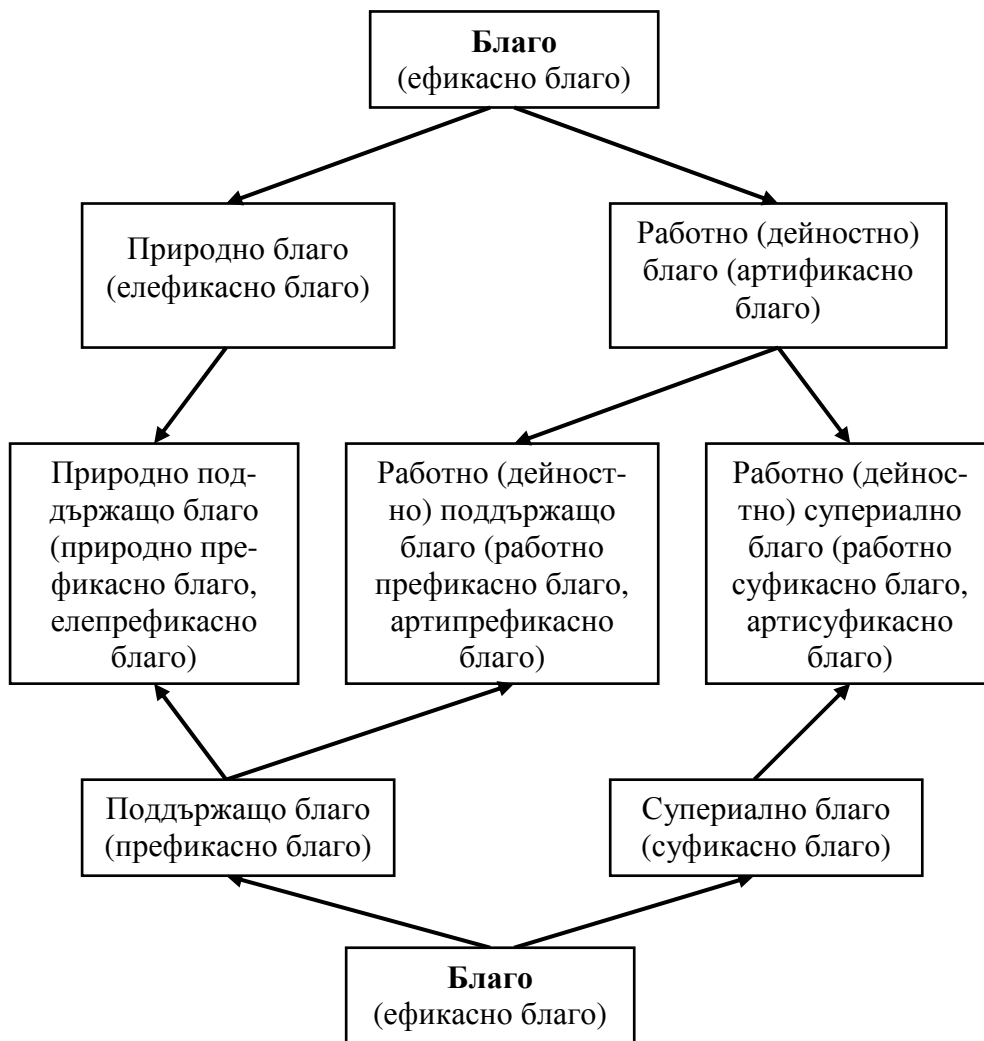 Благо
(ефикасно благо)
Природно благо
(елефикасно благо)
Работно (дейностно)
благо (артификасно
благо)
Природно под-
държащо благо
(природно пре-
фикасно благо,
елепрефикасно
благо)
Работно (дейност-
но) поддържащо
благо (работно
префикасно благо,
артипрефикасно
благо)
Работно (дейнос-
тно) супериално
благо (работно
суфикасно благо,
артисуфикасно
благо)
Поддържащо благо
(префикасно благо)
Супериално благо
(суфикасно благо)
Благо
(ефикасно благо)